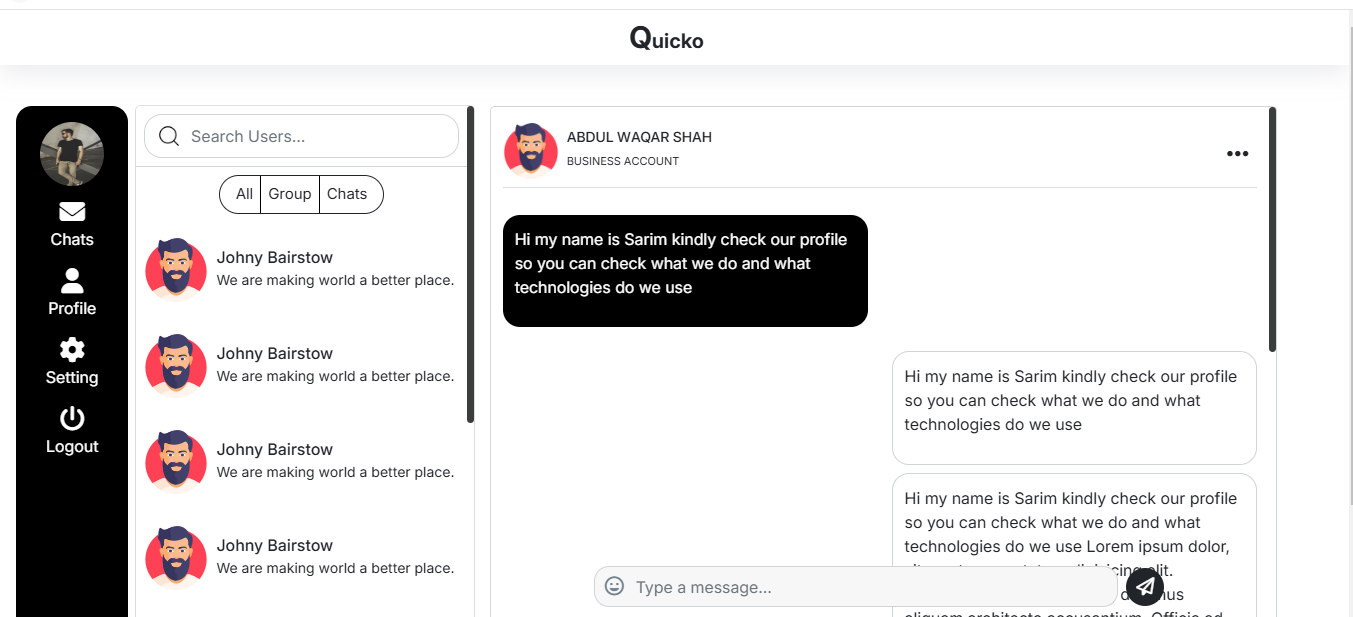 Quicko
Chats
Profile
Setting
Logout
Search Users...
All Group Chats
Johny Bairstow
We are making world a better place.
Johny Bairstow
We are making world a better place.
Johny Bairstow
We are making world a better place.
Johny Bairstow
We are making world a better place.
ABDUL WAQAR SHAH
BUSINESS ACCOUNT
Hi my name is Sarim kindly check our profile
so you can check what we do and what
technologies do we use
Hi my name is Sarim kindly check our profile
so you can check what we do and what
technologies do we use
Hi my name is Sarim kindly check our profile
so you can check what we do and what
technologies do we use Lorem ipsum dolor,
elit.
Type a message...